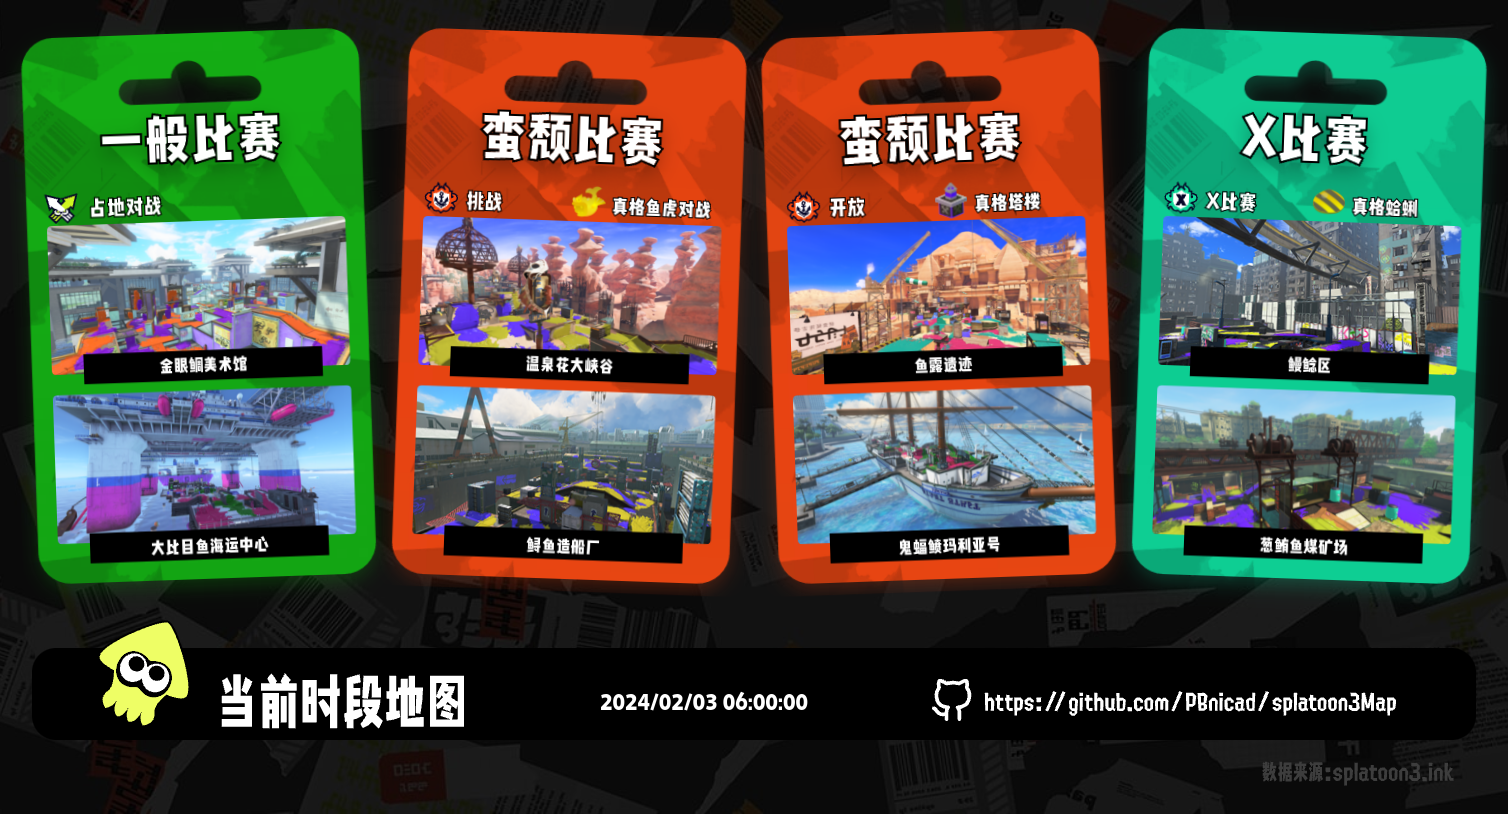 一般比赛
占地对战
金眼鲷美术馆
大比目鱼海运中心
蛮颓比赛
挑战
真格鱼虎对战
温泉花大峡谷
鲟鱼造船厂
蛮颓比赛
开放
真格塔楼
鱼露遗迹
鬼蝠鲼玛利亚号
X比赛
X比赛
真格蛤蜊
鳗鲶区
葱鲔鱼煤矿场
当前时段地图
2024/02/03 06:00:00
https://github.com/PBnicad/splatoon3Map
数据来源:splatoon3.ink